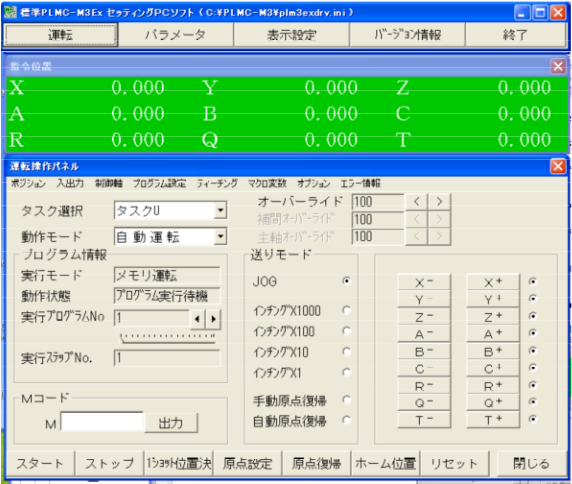 標準PLMC-M3Ex セッティングPCソフト ( C:¥PLMC-M3¥plm3exdrv.ini )
運転 パラメータ 表示設定 バージョン情報 終了
指令位置
X 0.000 Y 0.000 Z 0.000
A 0.000 B 0.000 C 0.000
R 0.000 Q 0.000 T 0.000
運転操作パネル
ポジション 入出力 制御軸 プログラム設定 ティーチング マクロ変数 オプション エラー情報
タスク選択 タスク0
動作モード 自動運転
オーバーライド 100 < >
補間オーバーライド 100 < >
主軸オーバーライド 100 < >
プログラム情報
実行モード メモリ運転
動作状態 プログラム実行待機
実行プログラムNo 1
実行ステップNo. 1
Mコード
M 出力
送りモード
JOG
インチングX1000
インチングX100
インチングX10
インチングX1
手動原点復帰
自動原点復帰
X- X+
Y- Y+
Z- Z+
A- A+
B- B+
C- C+
R- R+
Q- Q+
T- T+
スタート ストップ 1ショット位置決 原点設定 原点復帰 ホーム位置 リセット 閉じる